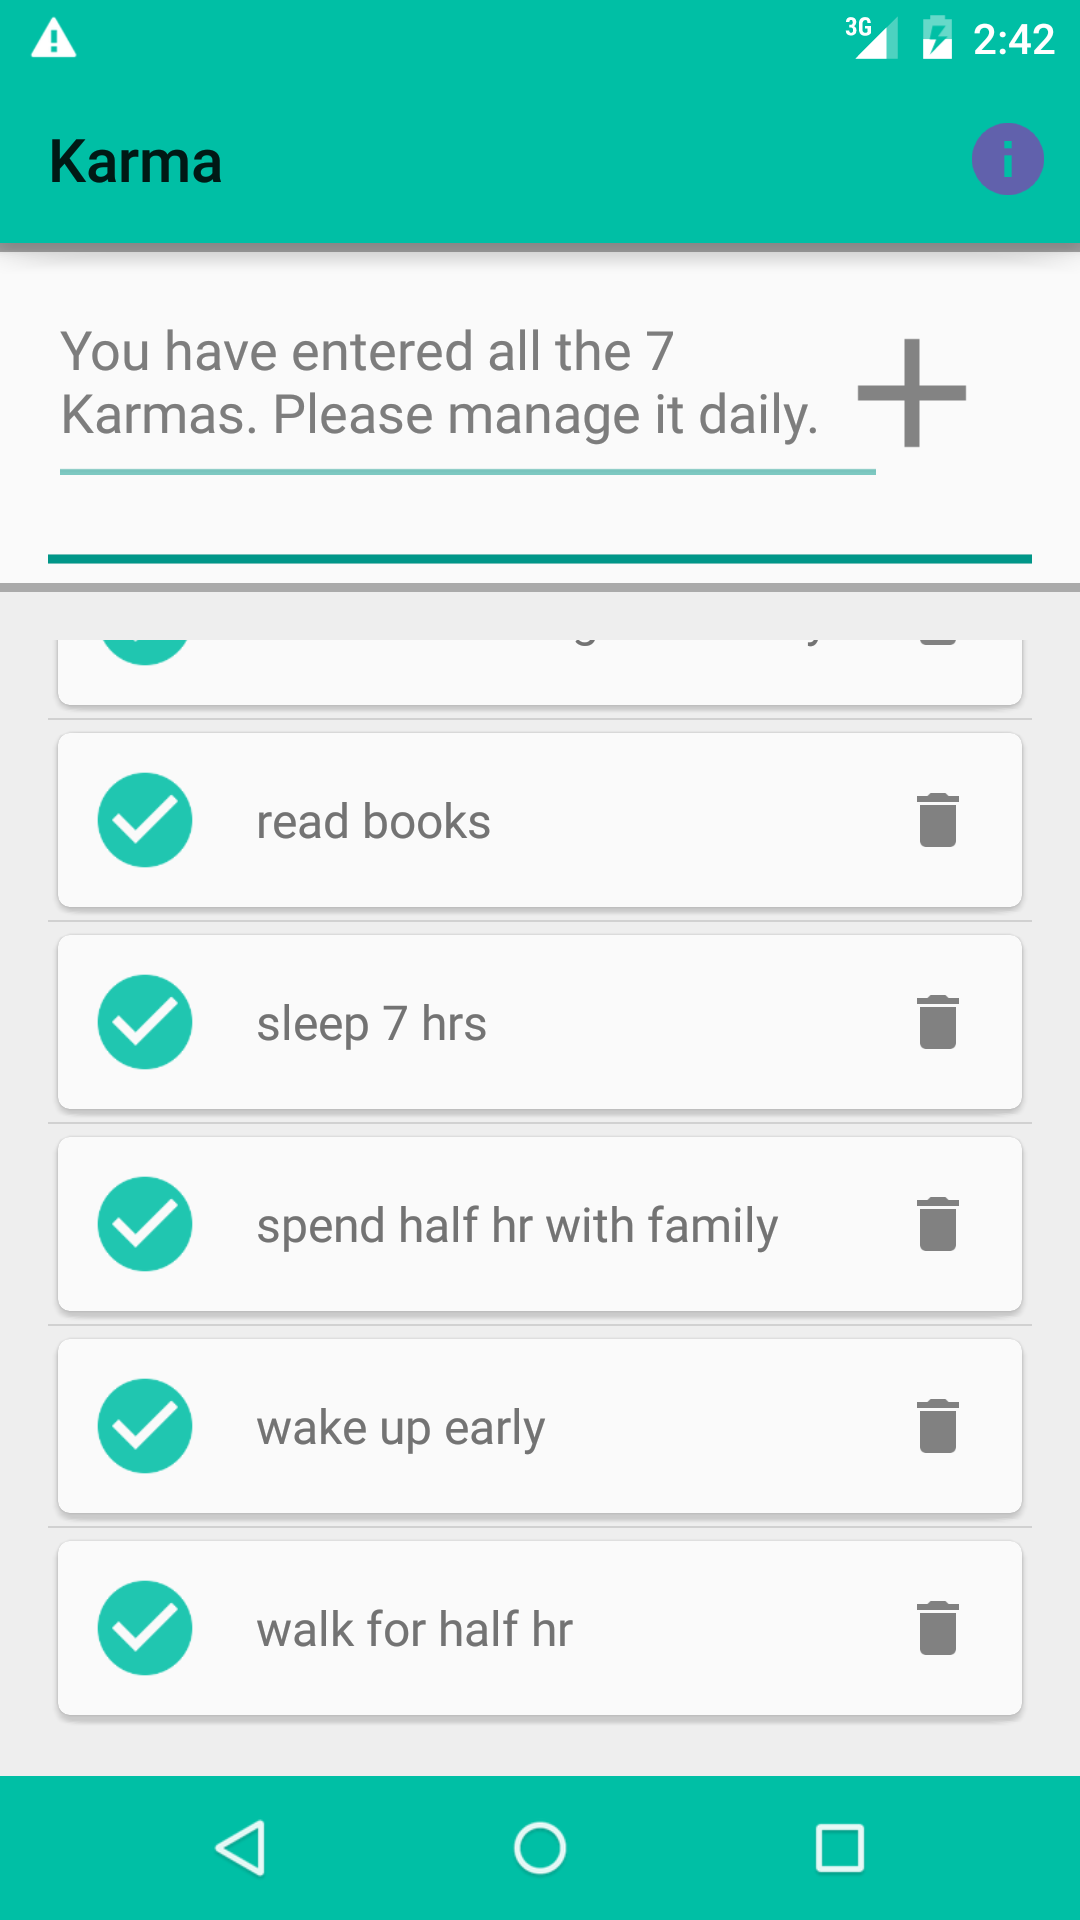 3G 2:42
Karma
You have entered all the 7
Karmas. Please manage it daily.
read books
sleep 7 hrs
spend half hr with family
wake up early
walk for half hr